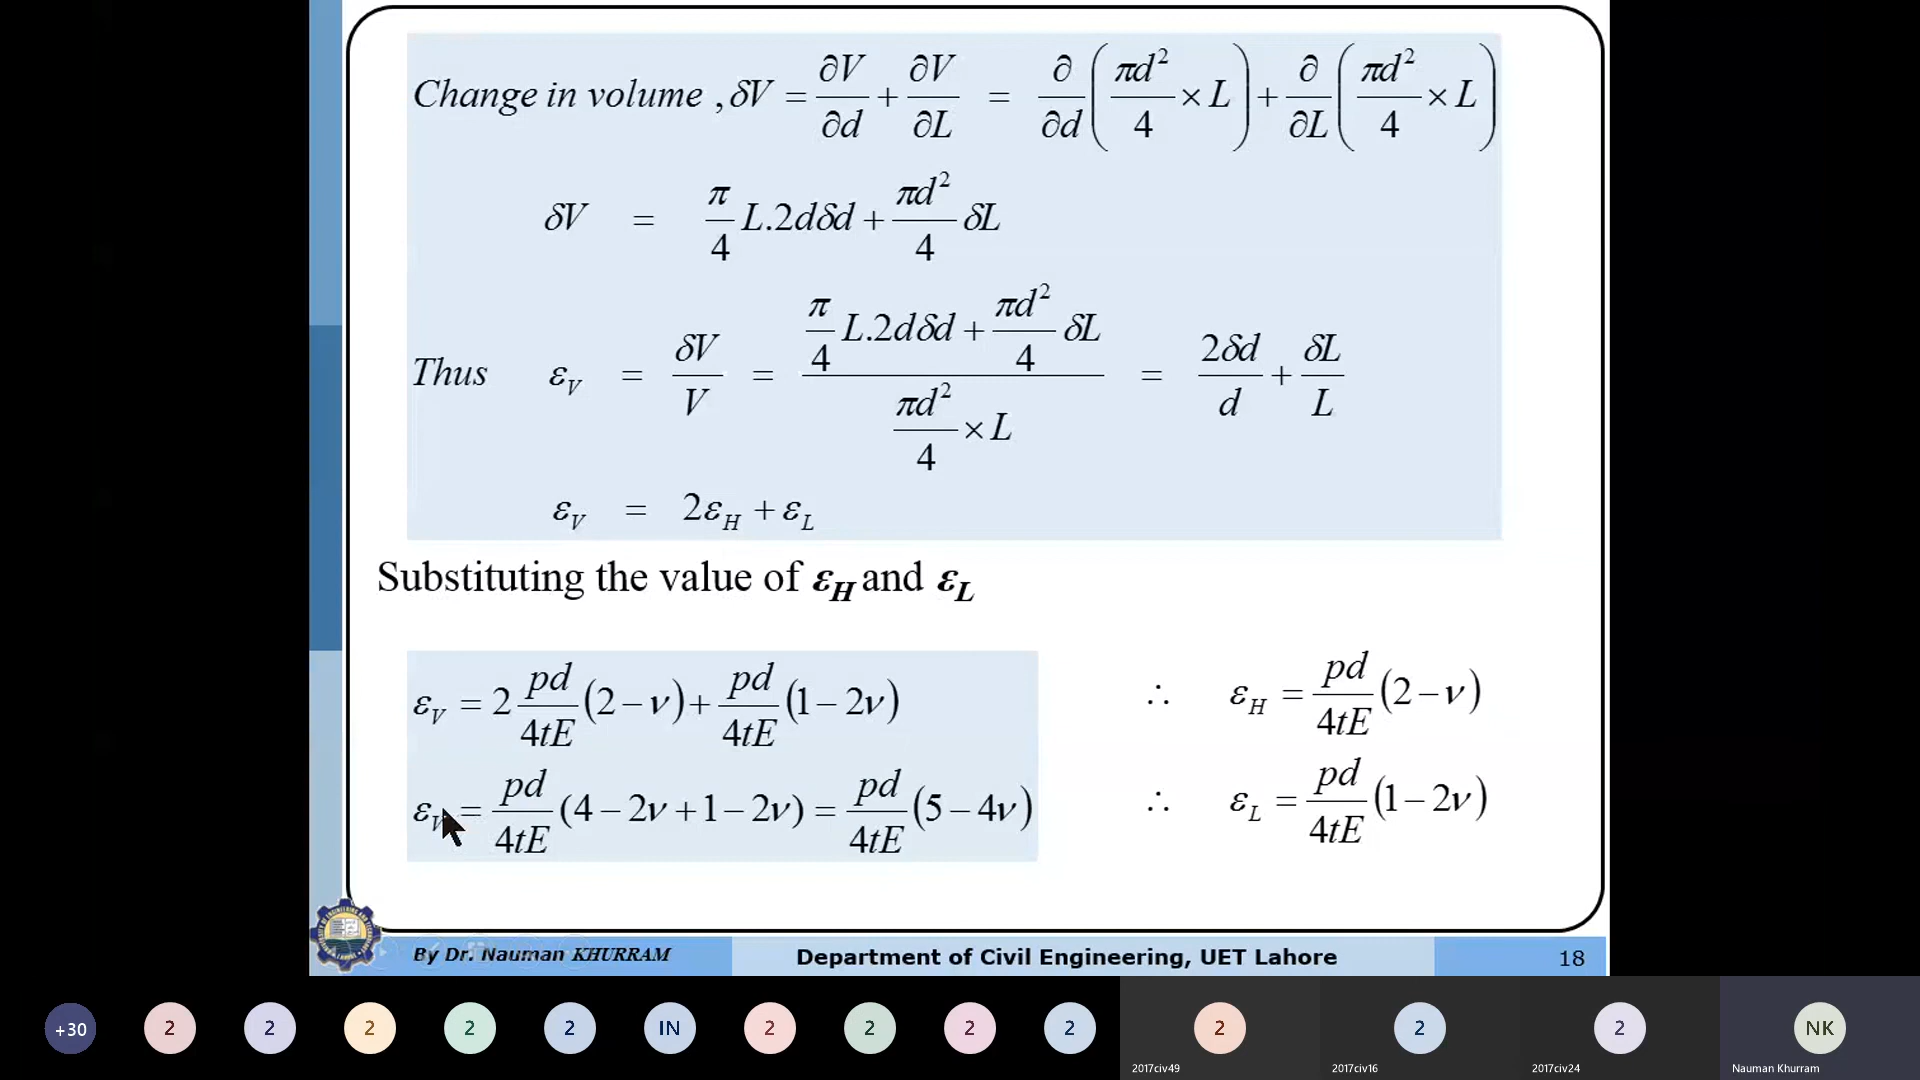 Change in volume , δV = ∂V/∂d + ∂V/∂L = ∂/∂d (πd²/4 × L) + ∂/∂L (πd²/4 × L)
δV = π/4 L.2dδd + πd²/4 δL
Thus ε_V = δV/V = (π/4 L.2dδd + πd²/4 δL)/(πd²/4 × L) = 2δd/d + δL/L
ε_V = 2ε_H + ε_L
Substituting the value of ε_H and ε_L
ε_V = 2 pd/4tE (2 − ν) + pd/4tE (1 − 2ν)
∴ ε_H = pd/4tE (2 − ν)
ε_V = pd/4tE (4 − 2ν + 1 − 2ν) = pd/4tE (5 − 4ν)
∴ ε_L = pd/4tE (1 − 2ν)
By Dr. Nauman KHURRAM
Department of Civil Engineering, UET Lahore
18
+30
2
2
2
2
2
IN
2
2
2
2
2
2
2
NK
2017civ49
2017civ16
2017civ24
Nauman Khurram